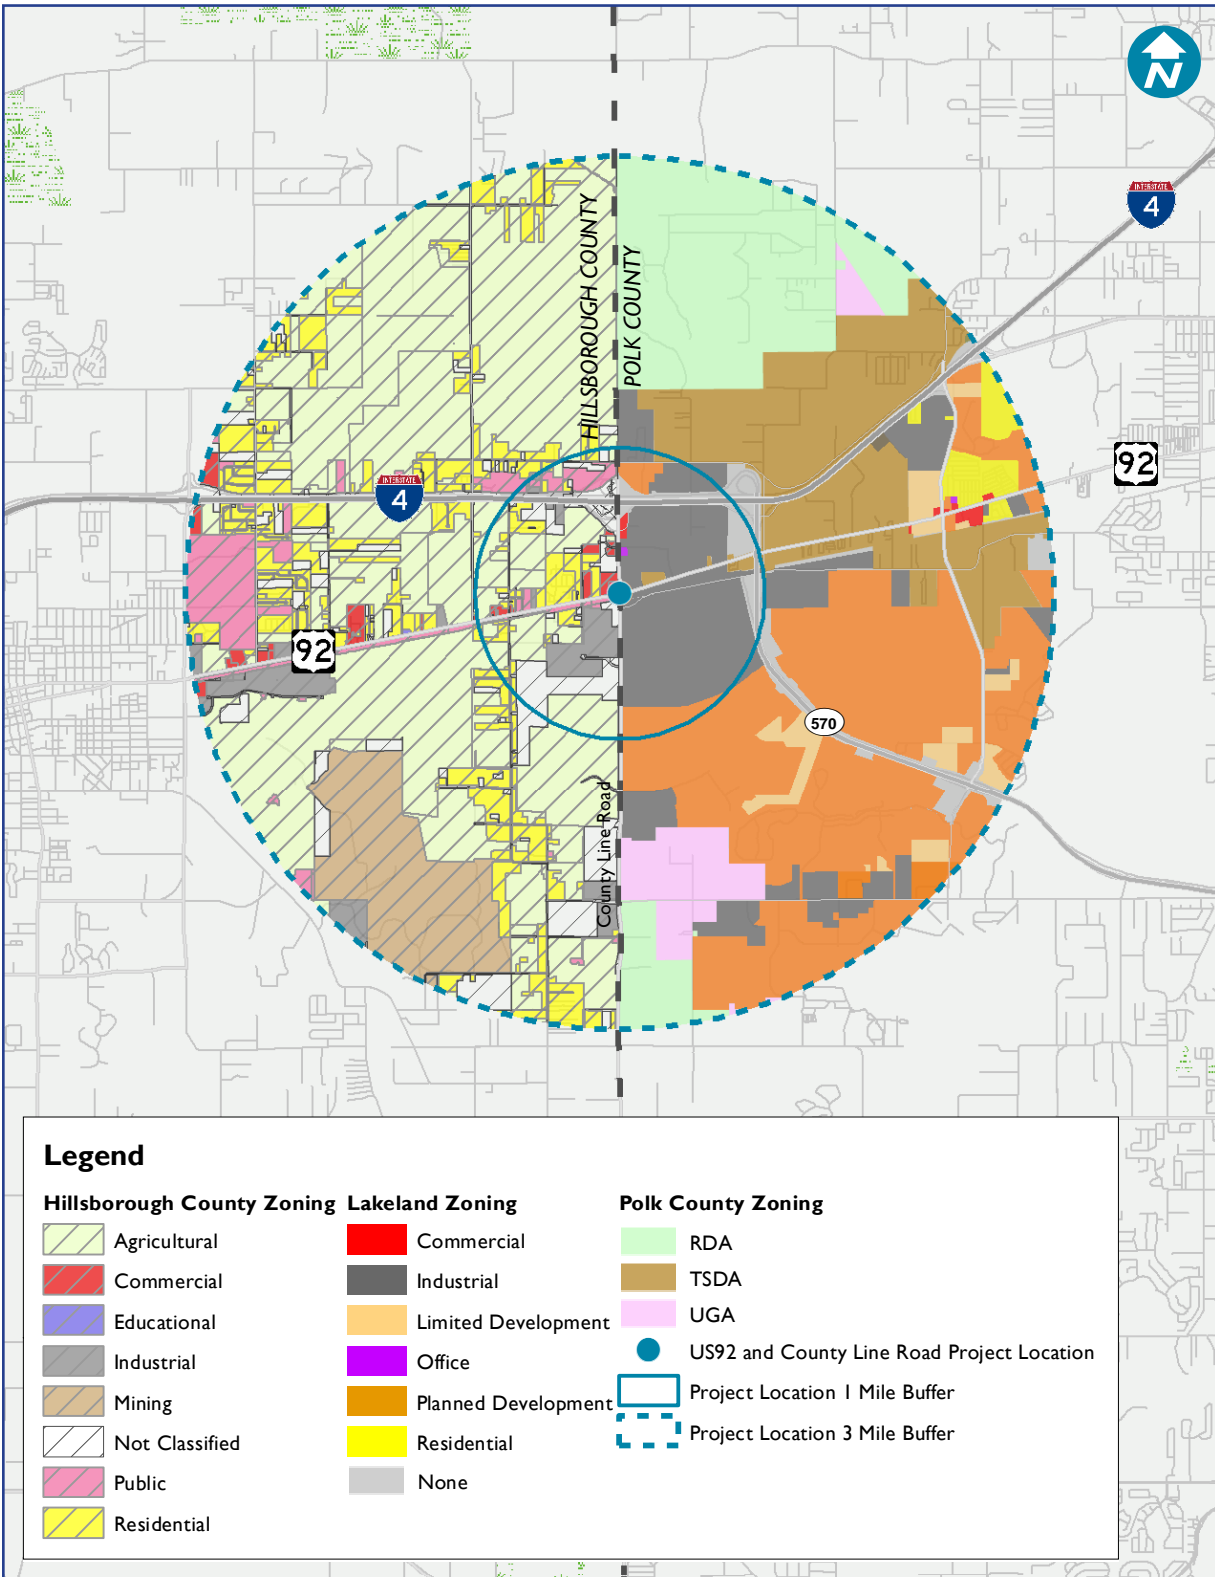 N
INTERSTATE
4
HILLSBOROUGH COUNTY
POLK COUNTY
92
INTERSTATE
4
92
570
County Line Road
Legend
Hillsborough County Zoning
Agricultural
Commercial
Educational
Industrial
Mining
Not Classified
Public
Residential
Lakeland Zoning
Commercial
Industrial
Limited Development
Office
Planned Development
Residential
None
Polk County Zoning
RDA
TSDA
UGA
US92 and County Line Road Project Location
Project Location 1 Mile Buffer
Project Location 3 Mile Buffer